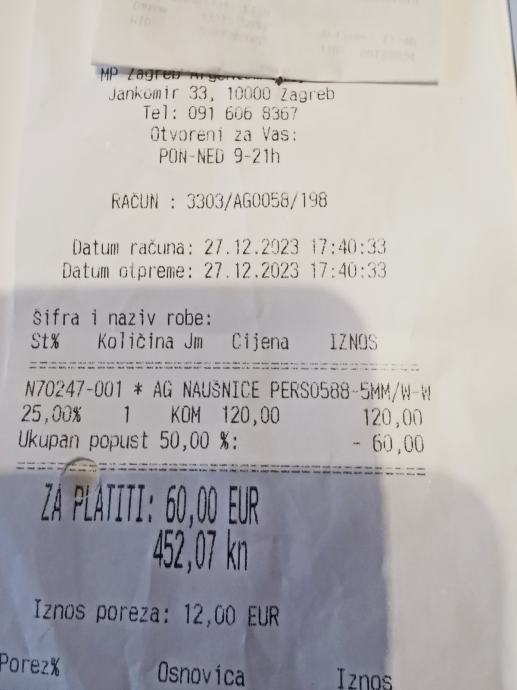 MP Zagreb
Jankomir 33, 10000 Zagreb
Tel: 091 606 8367
Otvoreni za Vas:
PON-NED 9-21h
RAČUN : 3303/AG0058/198
Datum računa: 27.12.2023 17:40:33
Datum otpreme: 27.12.2023 17:40:33
Šifra i naziv robe:
St% Količina Jm Cijena IZNOS
N70247-001 * AG NAUŠNICE PERS0588-5MM/W-W
25,00% 1 KOM 120,00 120,00
Ukupan popust 50,00 %: - 60,00
ZA PLATITI: 60,00 EUR
452,07 kn
Iznos poreza: 12,00 EUR
Porez% Osnovica Iznos